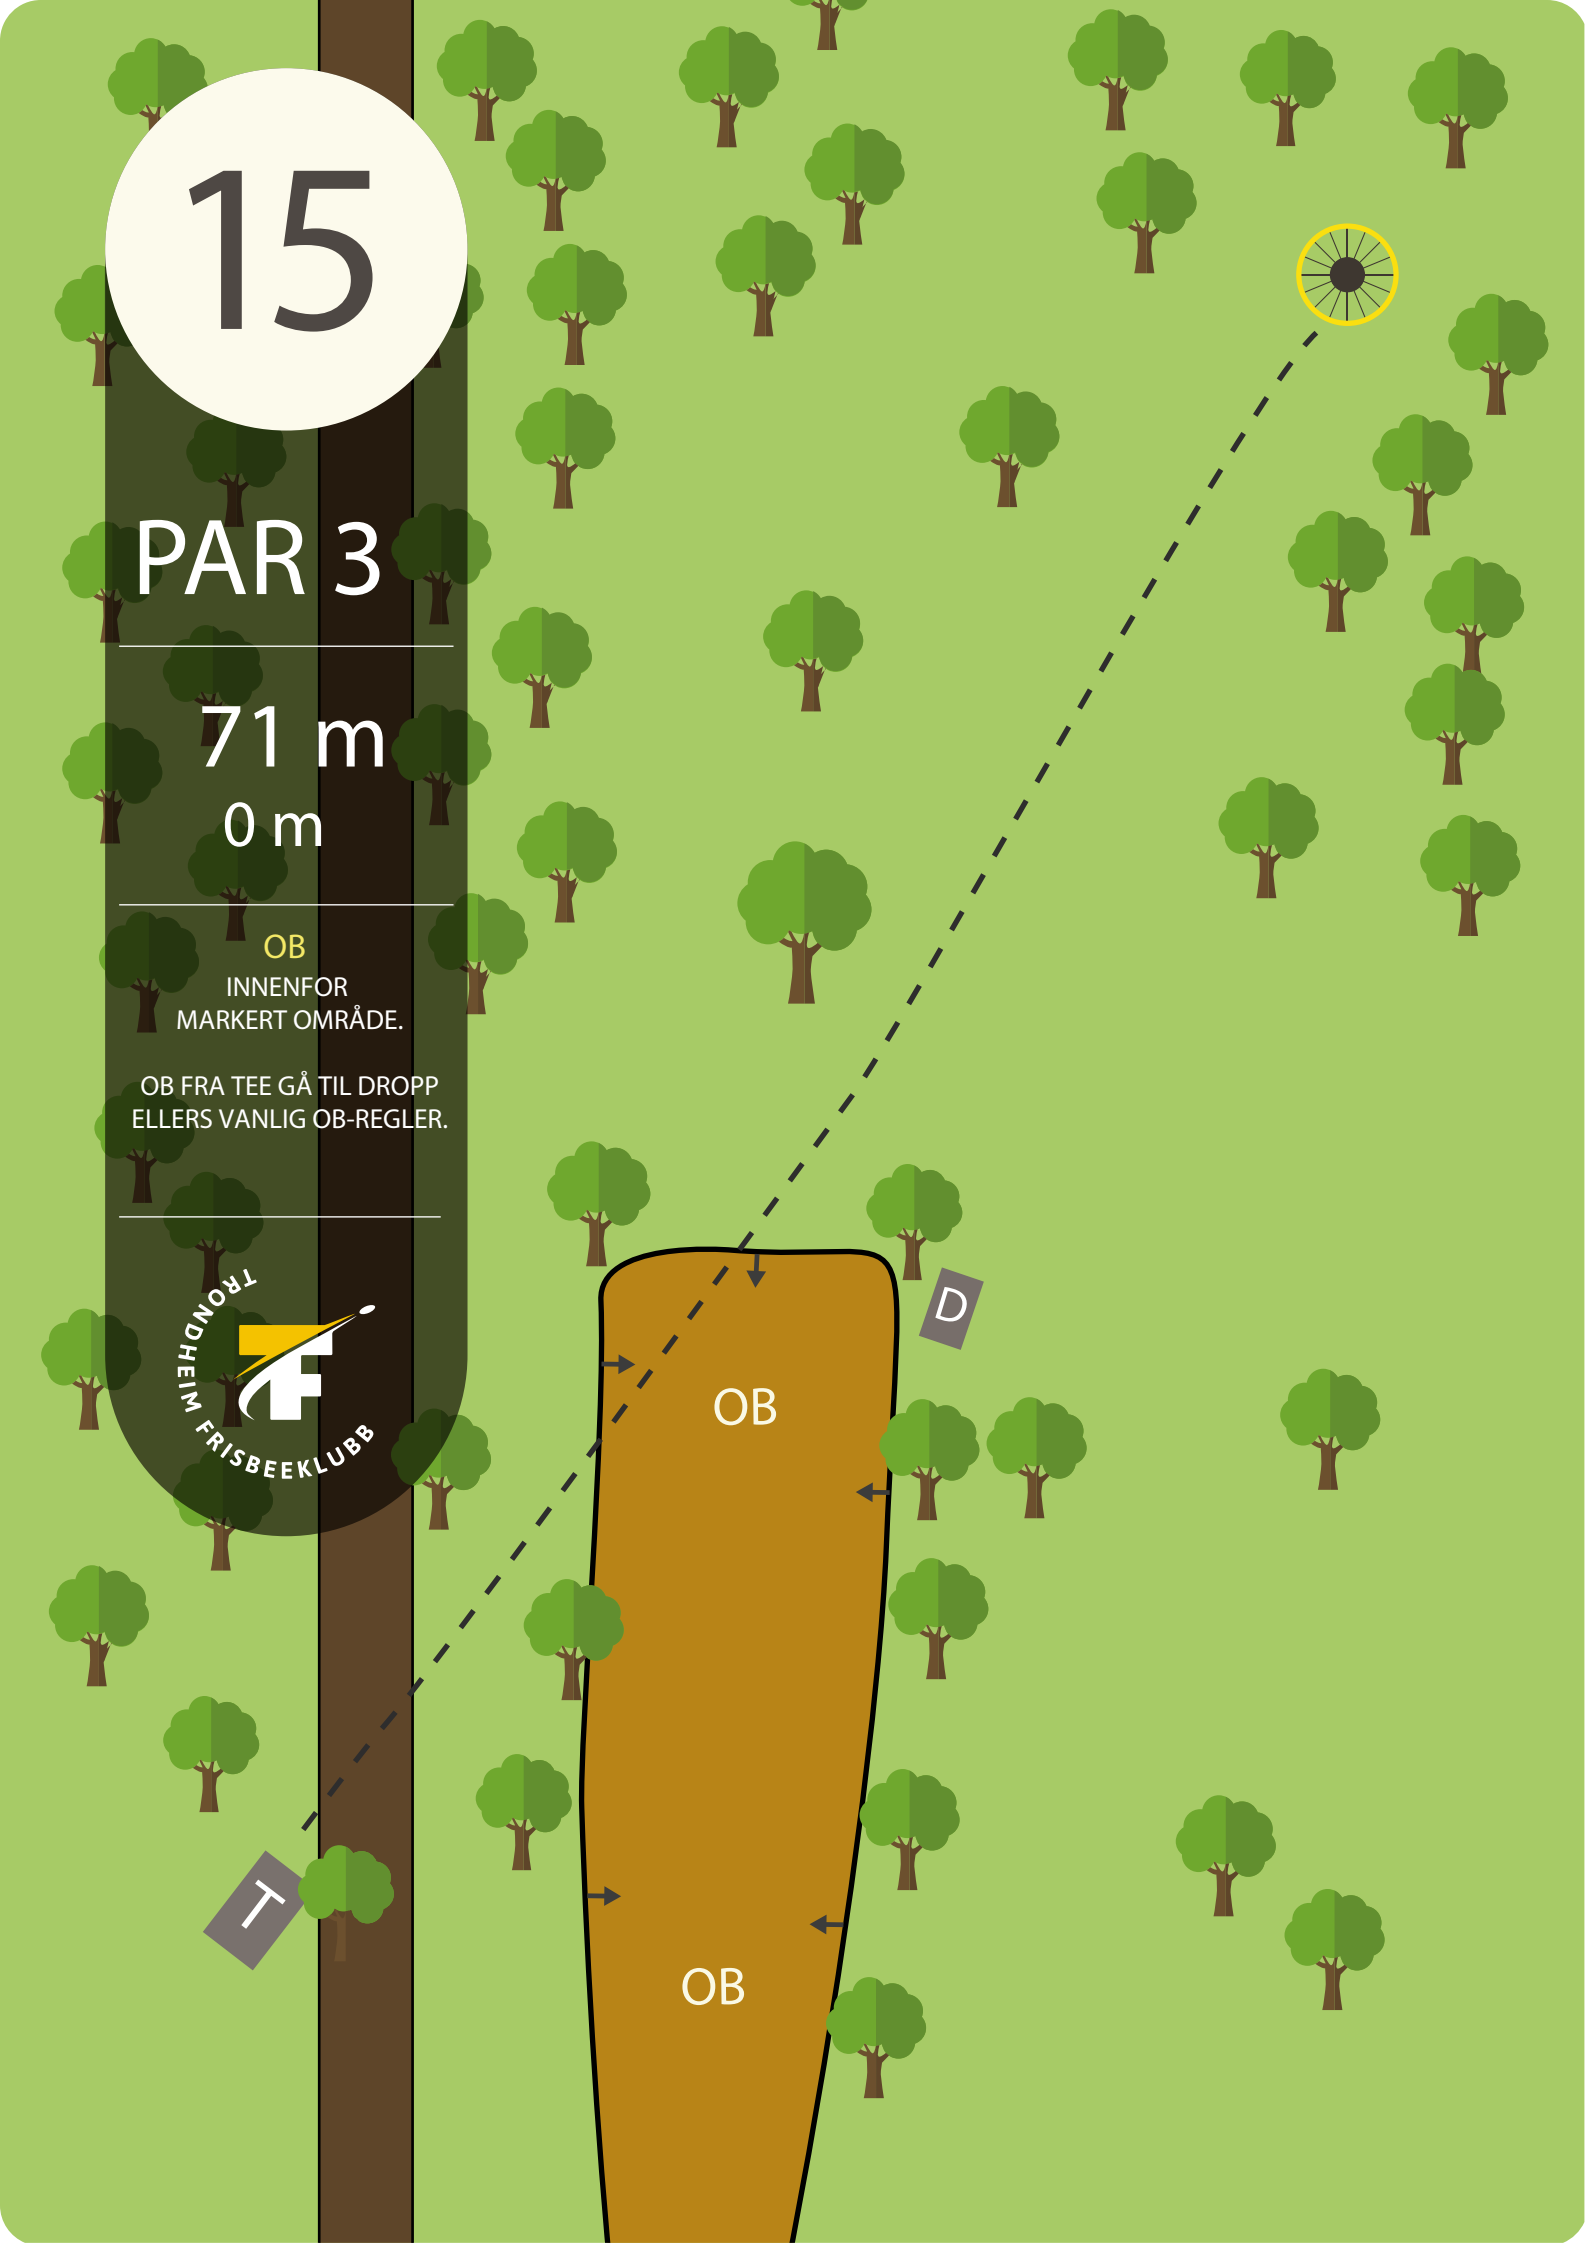 15
PAR 3
71 m
0 m
OB
INNENFOR
MARKERT OMRÅDE.
OB FRA TEE GÅ TIL DROPP
ELLERS VANLIG OB-REGLER.
TRONDHEIM FRISBEEKLUBB
D
OB
T
OB